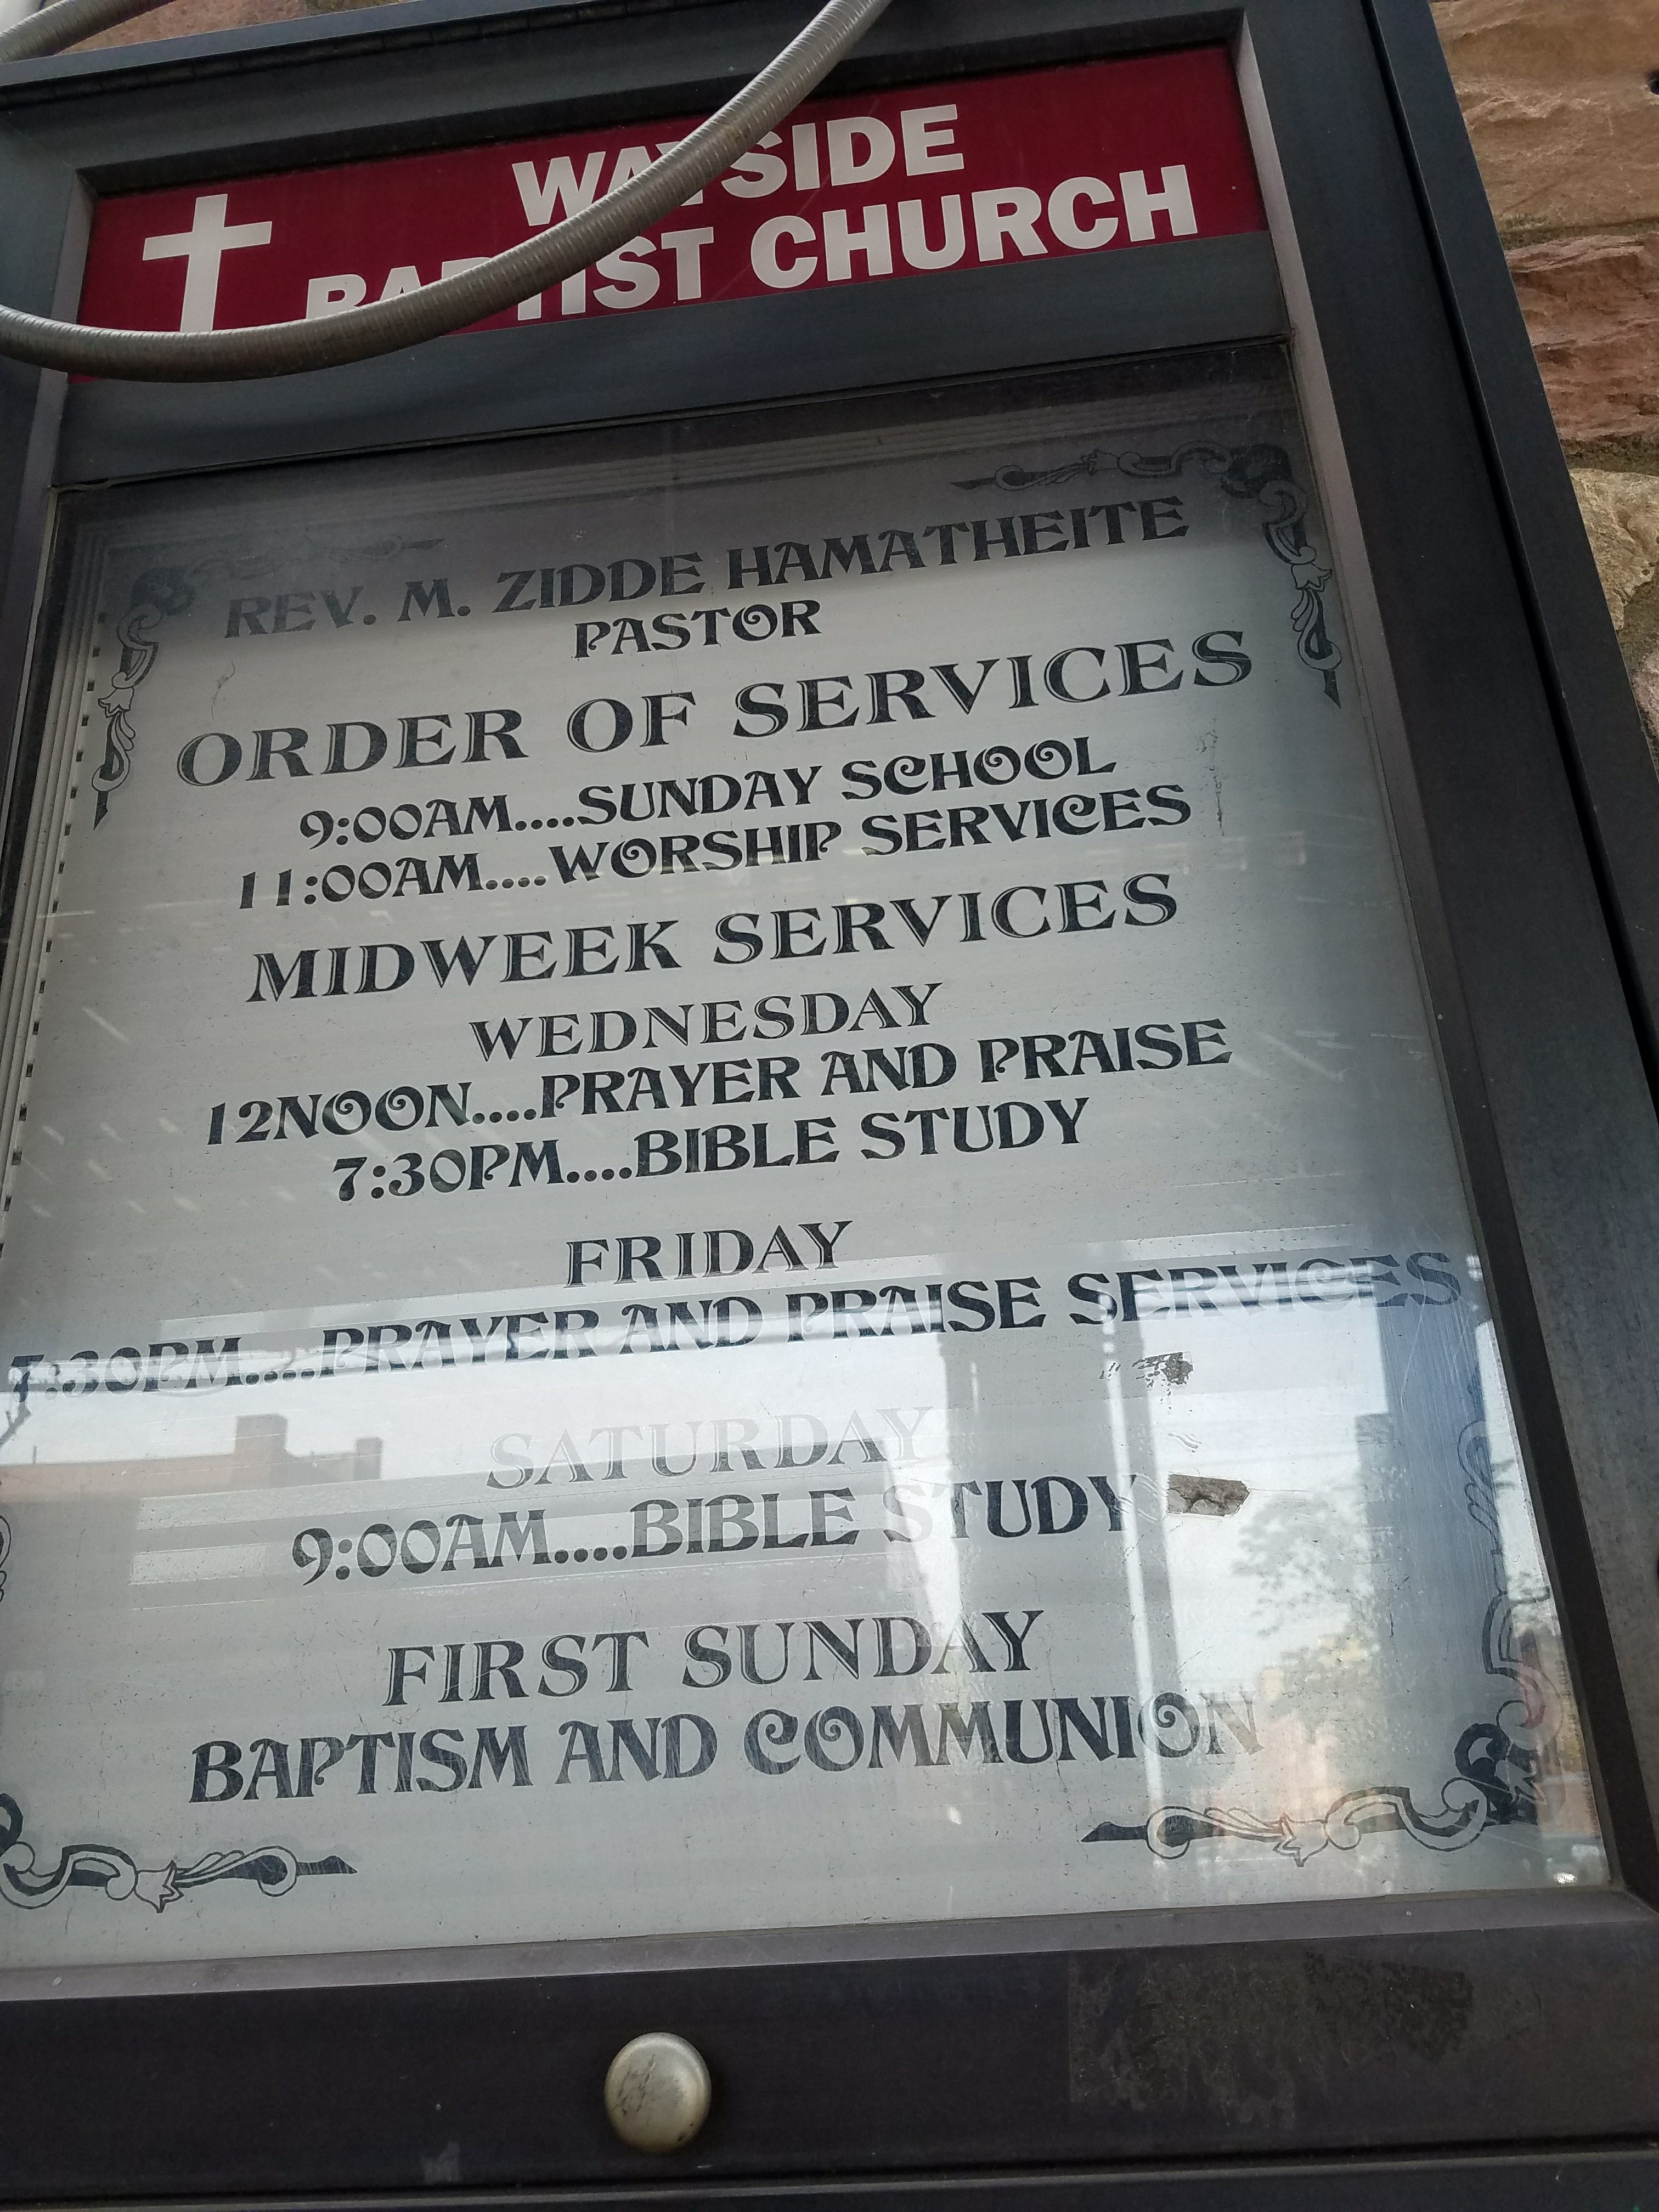 WAYSIDE
BAPTIST CHURCH
REV. M. ZIDDE HAMATHEITE
PASTOR
ORDER OF SERVICES
9:00AM....SUNDAY SCHOOL
11:00AM....WORSHIP SERVICES
MIDWEEK SERVICES
WEDNESDAY
12NOON....PRAYER AND PRAISE
7:30PM....BIBLE STUDY
FRIDAY
7:30PM.....PRAYER AND PRAISE SERVICES
SATURDAY
9:00AM....BIBLE STUDY
FIRST SUNDAY
BAPTISM AND COMMUNION